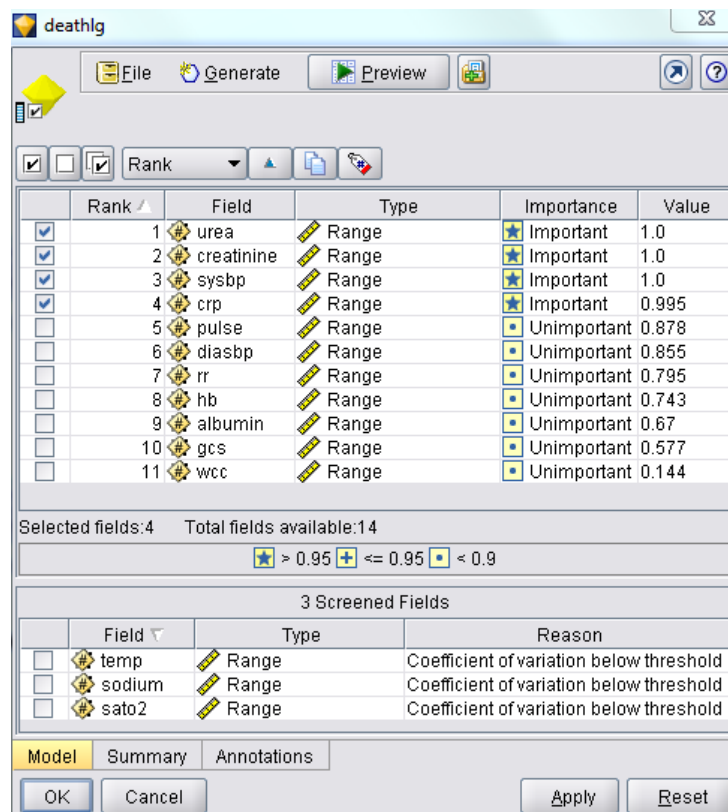 deathlg
File Generate Preview
Rank
Rank Field Type Importance Value
1 urea Range Important 1.0
2 creatinine Range Important 1.0
3 sysbp Range Important 1.0
4 crp Range Important 0.995
5 pulse Range Unimportant 0.878
6 diasbp Range Unimportant 0.855
7 rr Range Unimportant 0.795
8 hb Range Unimportant 0.743
9 albumin Range Unimportant 0.67
10 gcs Range Unimportant 0.577
11 wcc Range Unimportant 0.144
Selected fields:4 Total fields available:14
> 0.95 <= 0.95 < 0.9
3 Screened Fields
Field Type Reason
temp Range Coefficient of variation below threshold
sodium Range Coefficient of variation below threshold
sato2 Range Coefficient of variation below threshold
Model Summary Annotations
OK Cancel Apply Reset